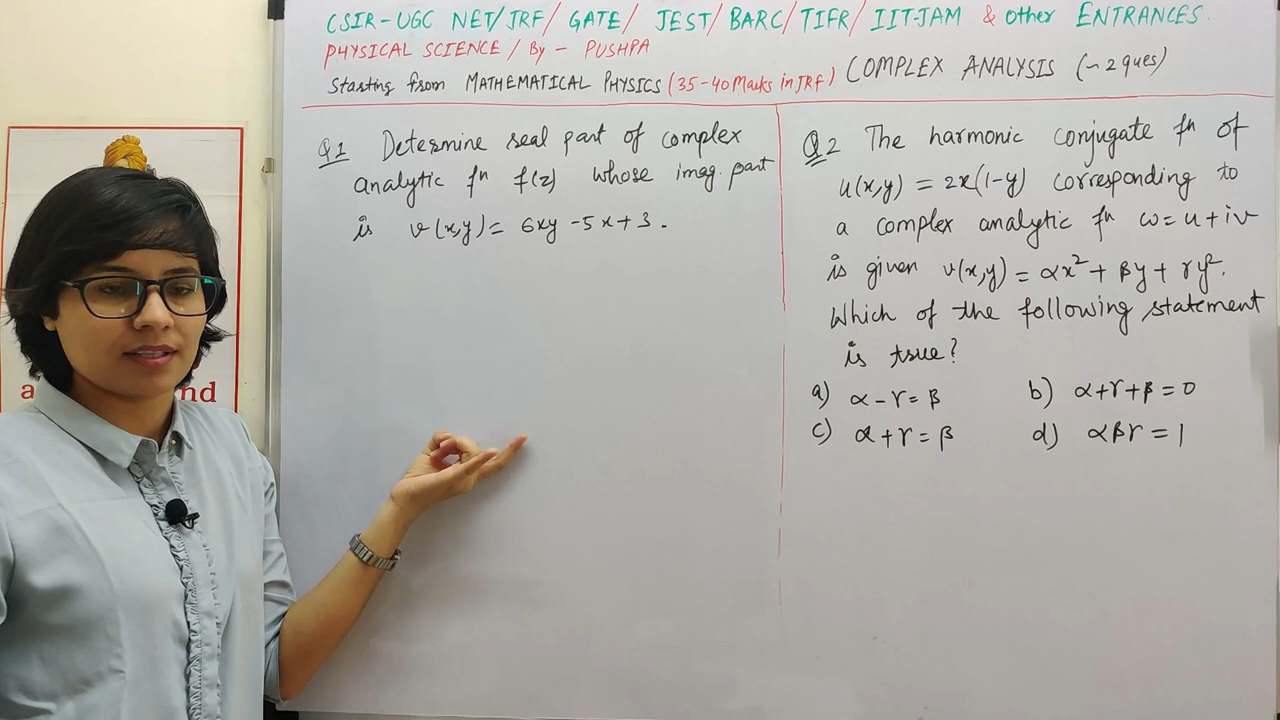 CSIR-UGC NET/JRF/ GATE/ JEST/ BARC/ TIFR/ IIT-JAM & other ENTRANCES.
PHYSICAL SCIENCE / By - PUSHPA
Starting from MATHEMATICAL PHYSICS (35-40 Marks in JRF) COMPLEX ANALYSIS (~2 ques)
Q1 Determine real part of complex
analytic fn f(z) whose imag. part
is v(x,y) = 6xy -5x+3.
Q2 The harmonic conjugate fn of
u(x,y) = 2x(1-y) corresponding to
a complex analytic fn ω=u+iv
is given v(x,y) = αx² + βy + γy².
Which of the following statement
is true?
a) α-γ=β b) α+γ+β=0
c) α+γ=β d) αβγ=1
a
nd